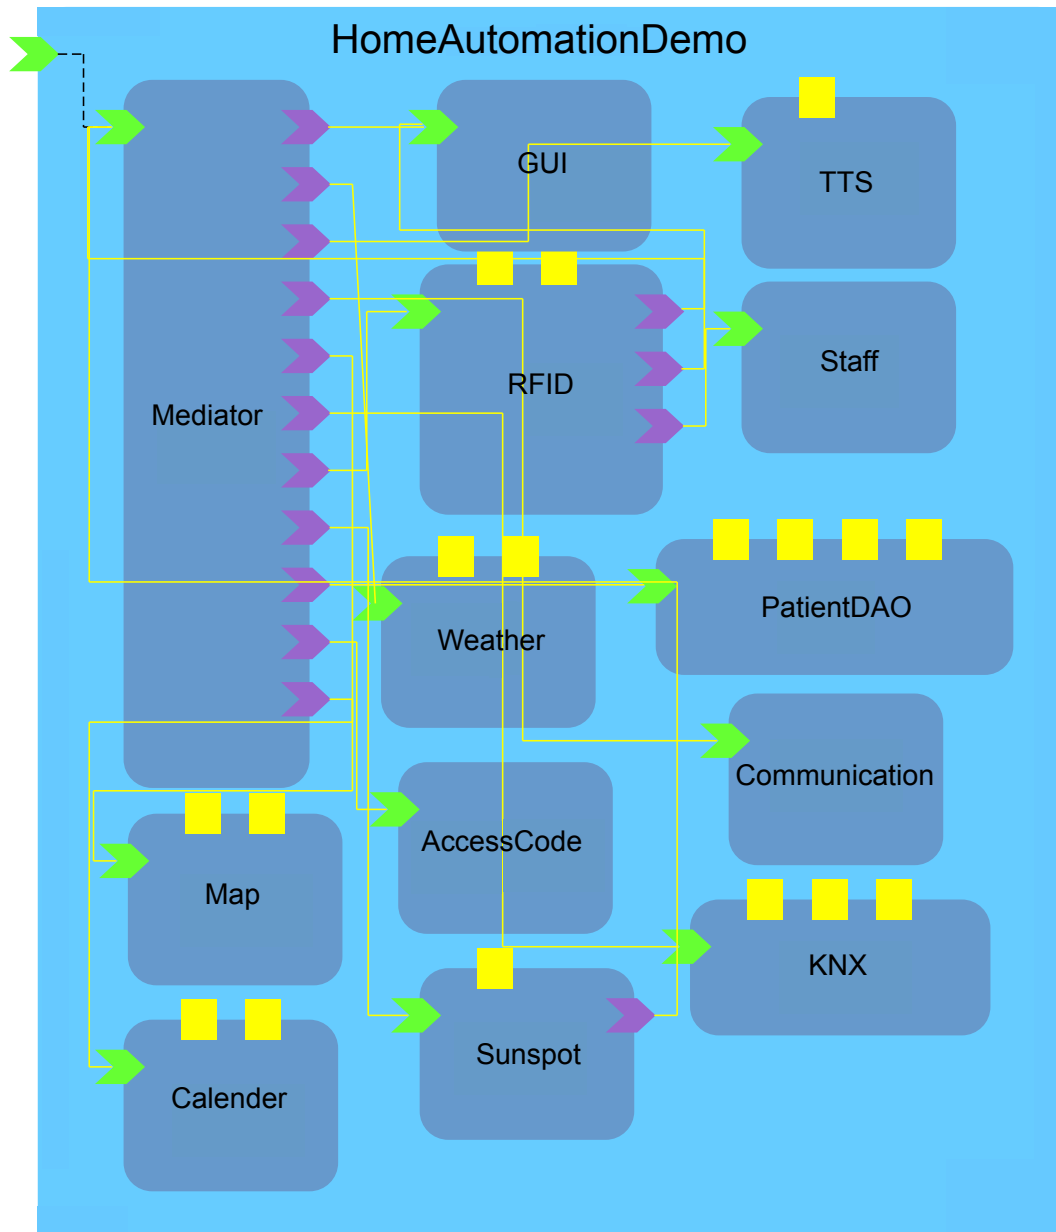 HomeAutomationDemo
GUI
TTS
Staff
RFID
Mediator
PatientDAO
Weather
Communication
AccessCode
Map
KNX
Sunspot
Calender